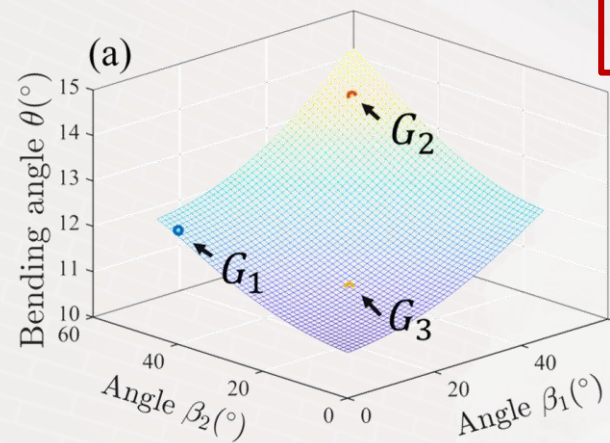 (a)
Bending angle θ(°)
15
14
13
12
11
10
G₂
G₁
G₃
60
40
20
0
0
20
40
Angle β₂(°)
Angle β₁(°)